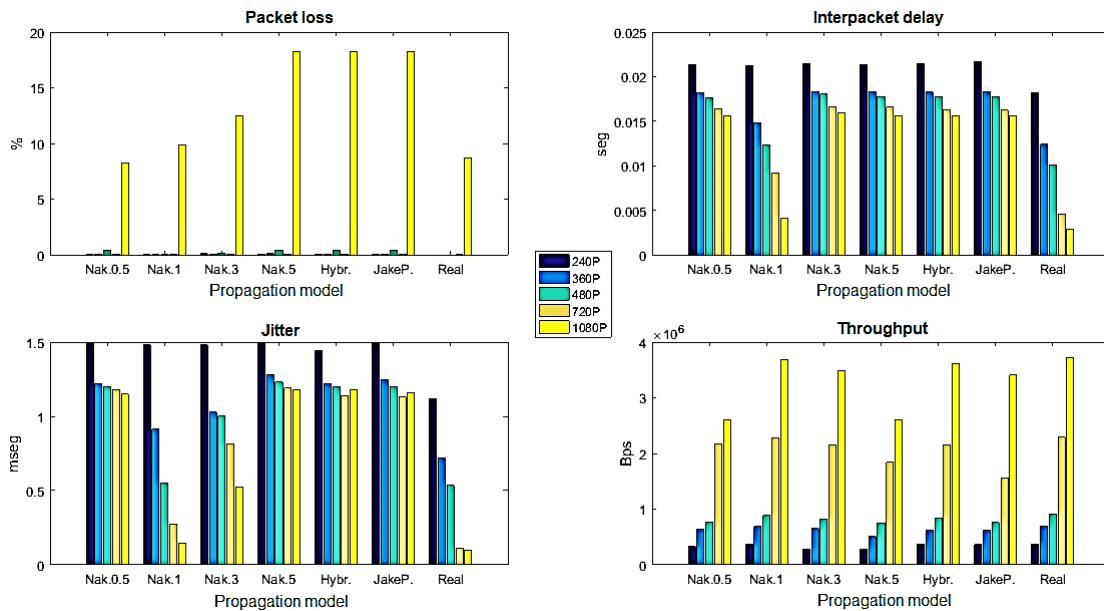 Packet loss
20
15
10
5
0
%
Nak.0.5 Nak.1 Nak.3 Nak.5 Hybr. JakeP. Real
Propagation model
Interpacket delay
0.025
0.02
0.015
0.01
0.005
0
seg
Nak.0.5 Nak.1 Nak.3 Nak.5 Hybr. JakeP. Real
Propagation model
240P
360P
480P
720P
1080P
Jitter
1.5
1
0.5
0
mseg
Nak.0.5 Nak.1 Nak.3 Nak.5 Hybr. JakeP. Real
Propagation model
Throughput
× 10⁶
4
3
2
1
0
Bps
Nak.0.5 Nak.1 Nak.3 Nak.5 Hybr. JakeP. Real
Propagation model